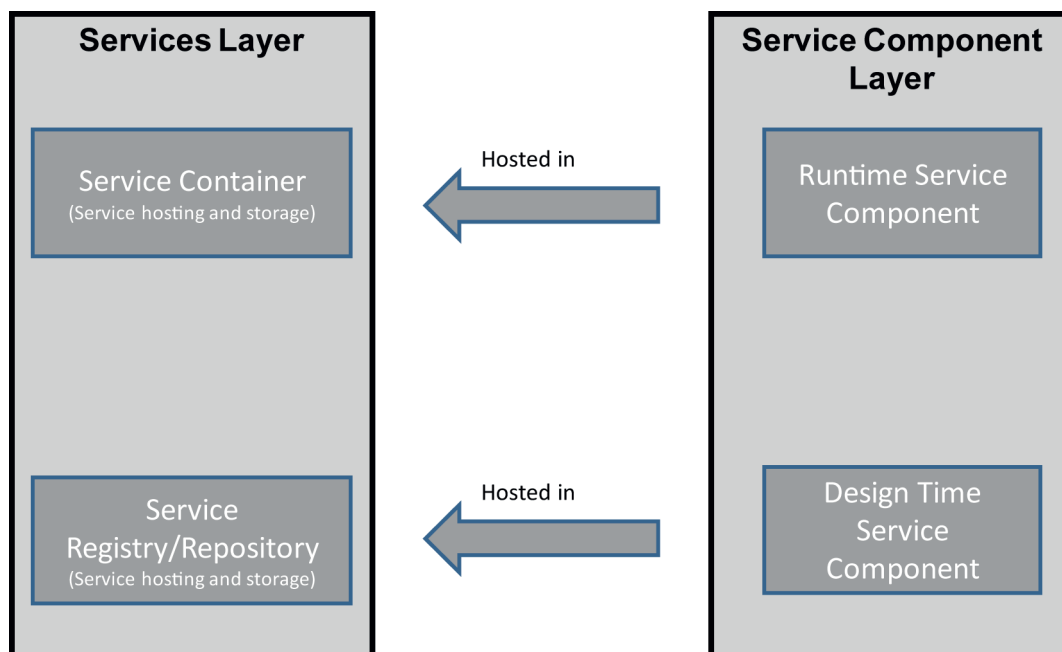 Services Layer
Service Container
(Service hosting and storage)
Service
Registry/Repository
(Service hosting and storage)
Hosted in
Hosted in
Service Component
Layer
Runtime Service
Component
Design Time
Service
Component